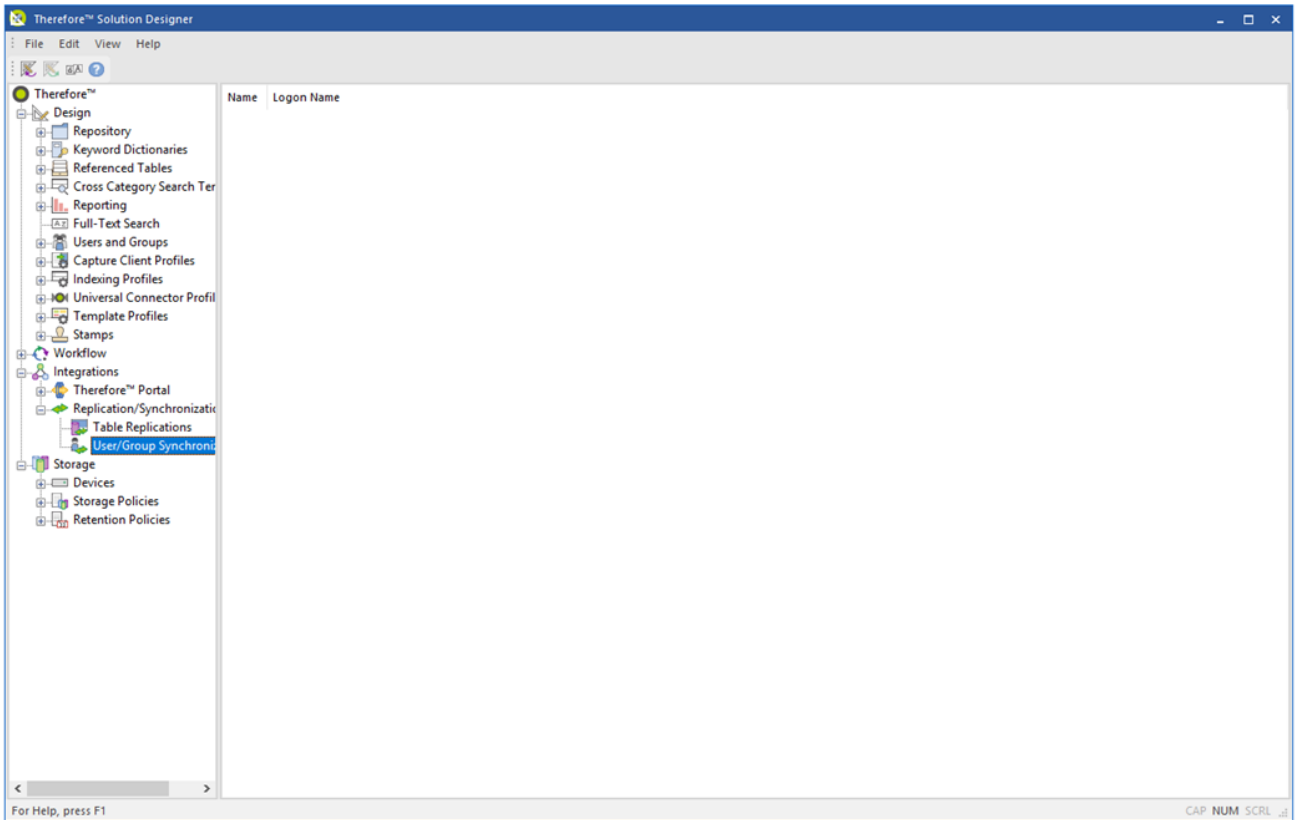 Therefore™ Solution Designer
File Edit View Help
Therefore™
Name Logon Name
Design
Repository
Keyword Dictionaries
Referenced Tables
Cross Category Search Ter
Reporting
Full-Text Search
Users and Groups
Capture Client Profiles
Indexing Profiles
Universal Connector Profil
Template Profiles
Stamps
Workflow
Integrations
Therefore™ Portal
Replication/Synchronizatio
Table Replications
User/Group Synchroniz
Storage
Devices
Storage Policies
Retention Policies
For Help, press F1
CAP NUM SCRL